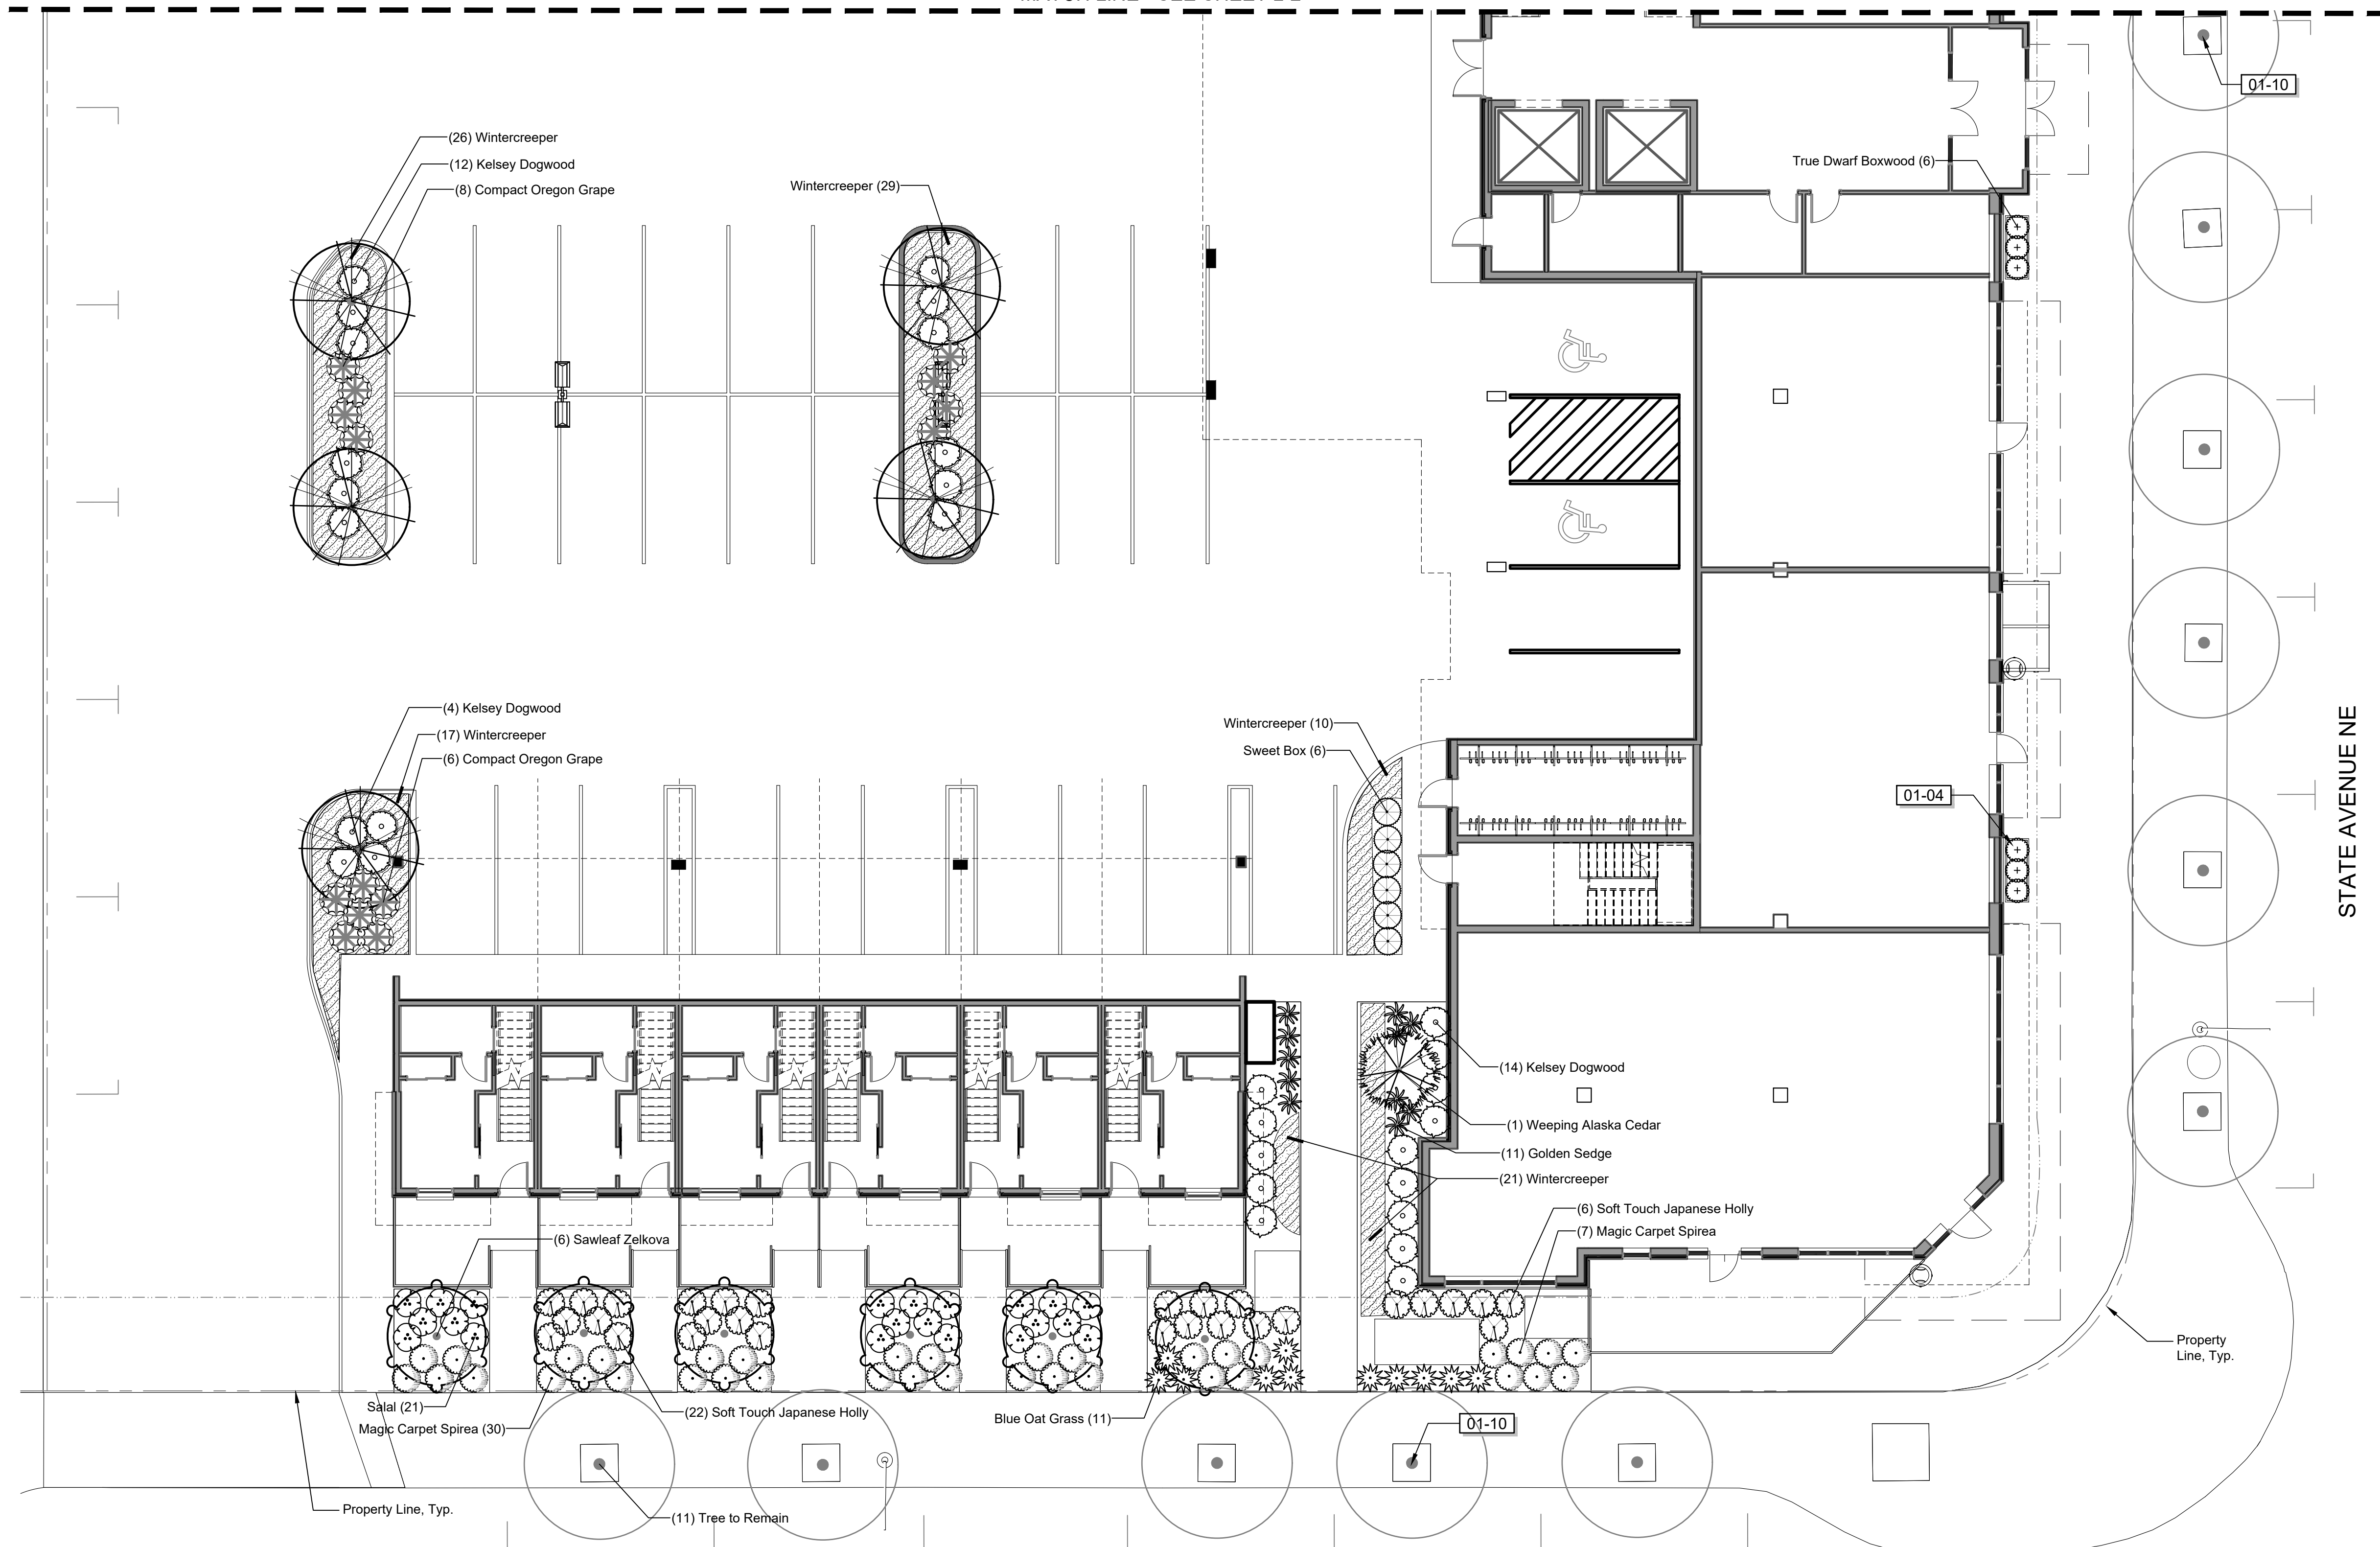 01-10
(26) Wintercreeper
(12) Kelsey Dogwood
(8) Compact Oregon Grape
Wintercreeper (29)
True Dwarf Boxwood (6)
(4) Kelsey Dogwood
(17) Wintercreeper
(6) Compact Oregon Grape
Wintercreeper (10)
Sweet Box (6)
01-04
STATE AVENUE NE
(14) Kelsey Dogwood
(1) Weeping Alaska Cedar
(11) Golden Sedge
(21) Wintercreeper
(6) Soft Touch Japanese Holly
(7) Magic Carpet Spirea
(6) Sawleaf Zelkova
Property
Line, Typ.
Salal (21)
Magic Carpet Spirea (30)
(22) Soft Touch Japanese Holly
Blue Oat Grass (11)
01-10
Property Line, Typ.
(11) Tree to Remain